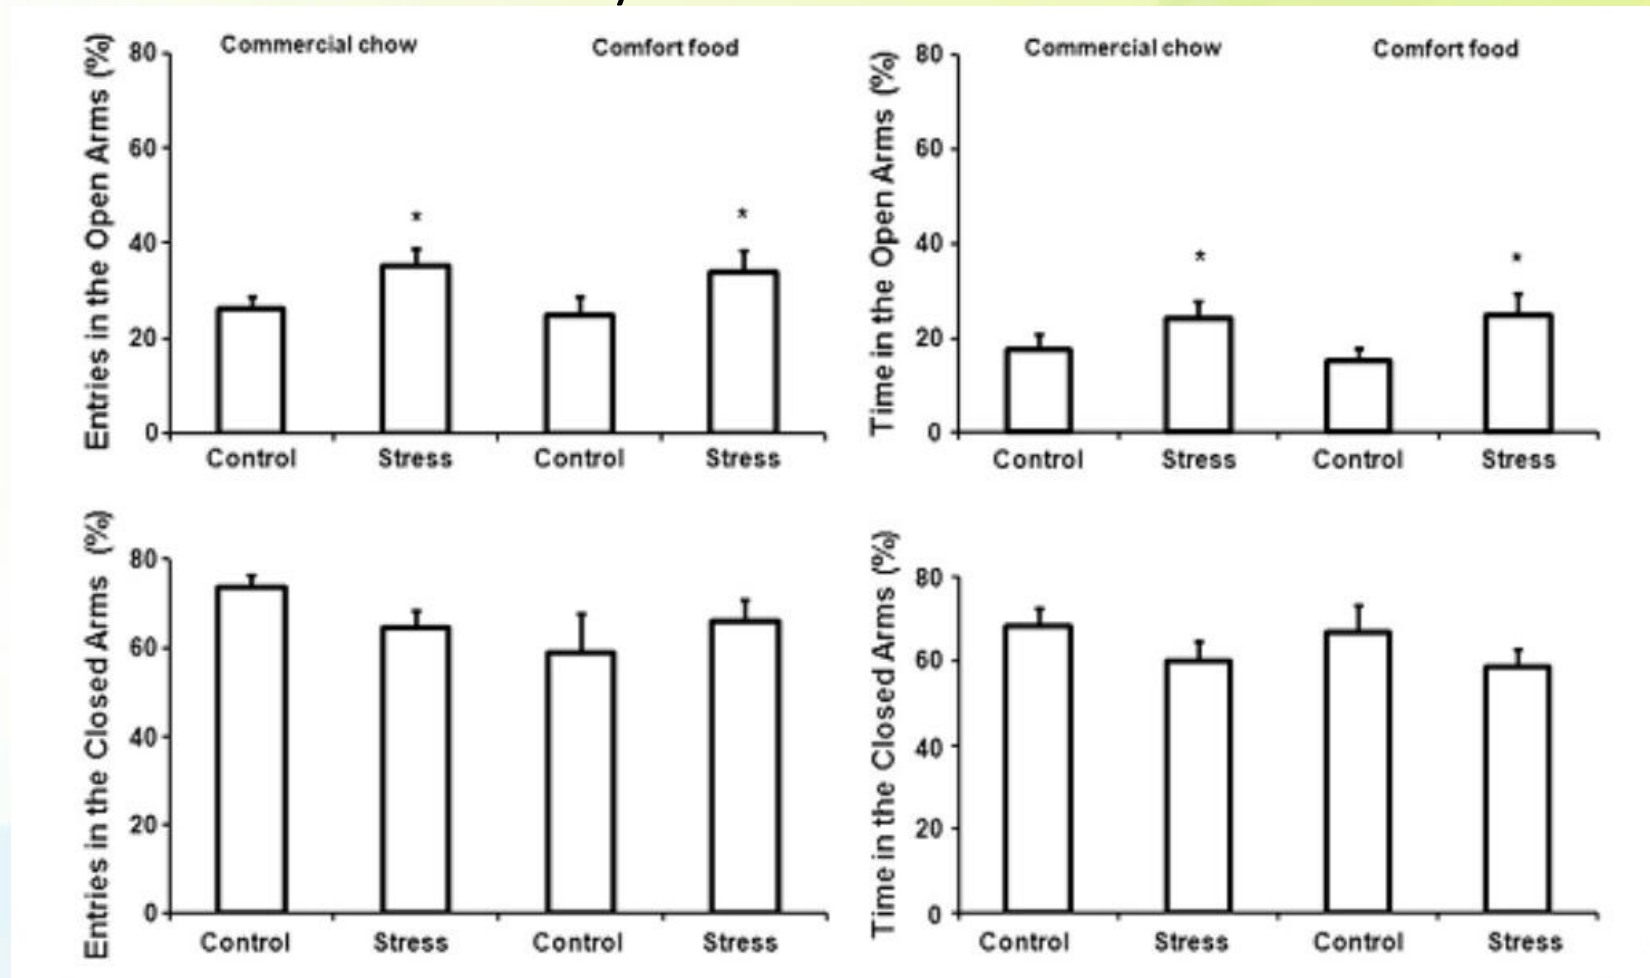 Commercial chow Comfort food
Entries in the Open Arms (%)
80
60
40
20
0
* *
Control Stress Control Stress
Commercial chow Comfort food
Time in the Open Arms (%)
80
60
40
20
0
* *
Control Stress Control Stress
Entries in the Closed Arms (%)
80
60
40
20
0
Control Stress Control Stress
Time in the Closed Arms (%)
80
60
40
20
0
Control Stress Control Stress